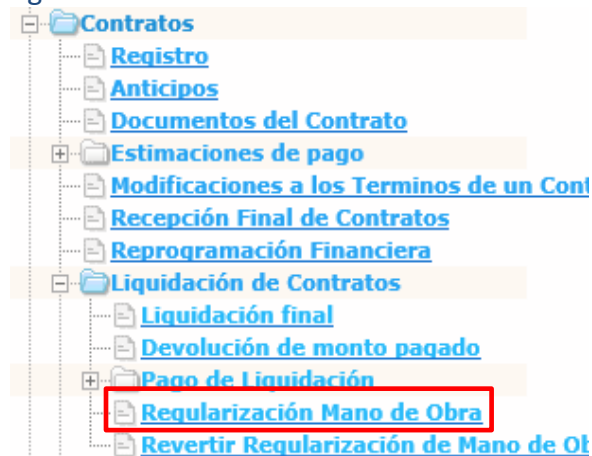 Contratos
Registro
Anticipos
Documentos del Contrato
Estimaciones de pago
Modificaciones a los Terminos de un Cont
Recepción Final de Contratos
Reprogramación Financiera
Liquidación de Contratos
Liquidación final
Devolución de monto pagado
Pago de Liquidación
Regularización Mano de Obra
Revertir Regularización de Mano de Ob